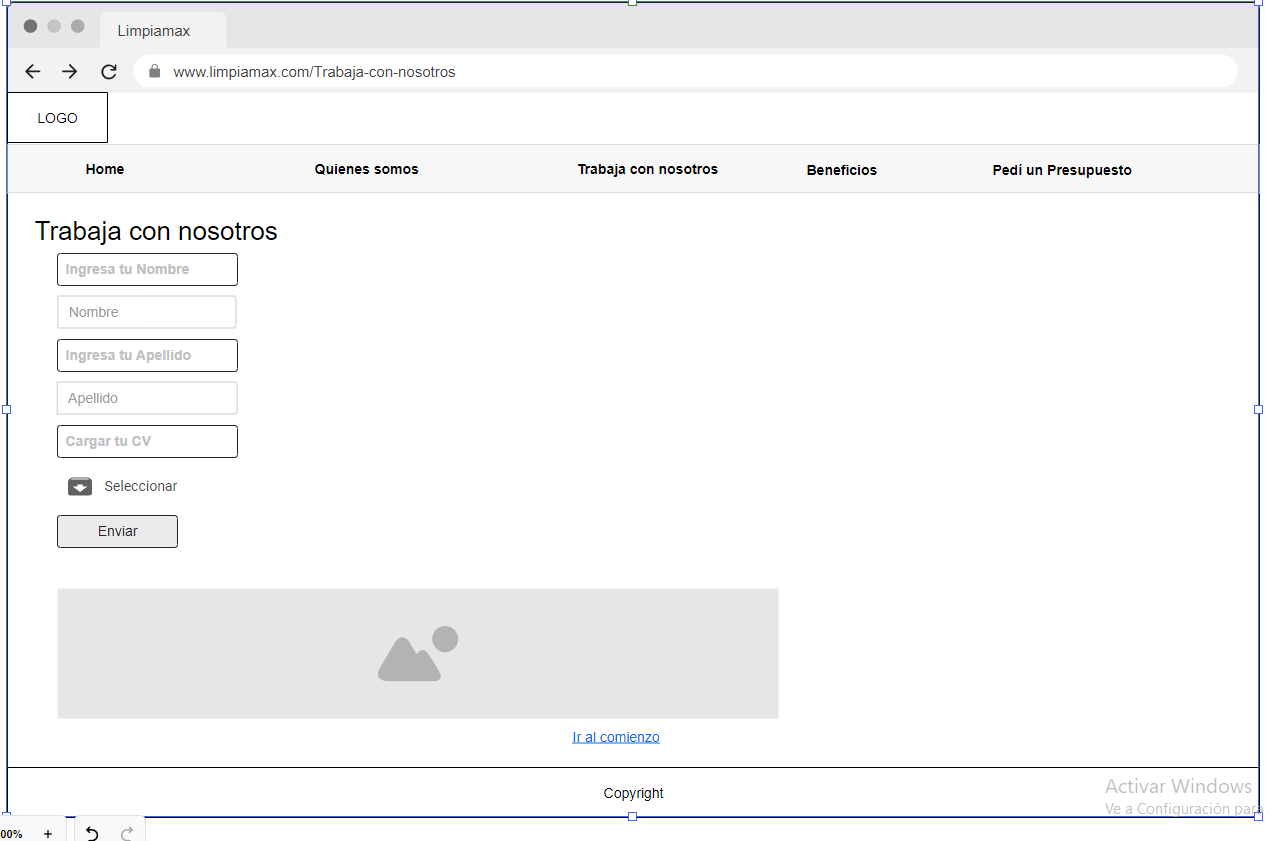 Limpiamax
www.limpiamax.com/Trabaja-con-nosotros
LOGO
Home Quienes somos Trabaja con nosotros Beneficios Pedí un Presupuesto
Trabaja con nosotros
Ingresa tu Nombre
Nombre
Ingresa tu Apellido
Apellido
Cargar tu CV
Seleccionar
Enviar
Ir al comienzo
Copyright
Activar Windows
Ve a Configuración para
00% +